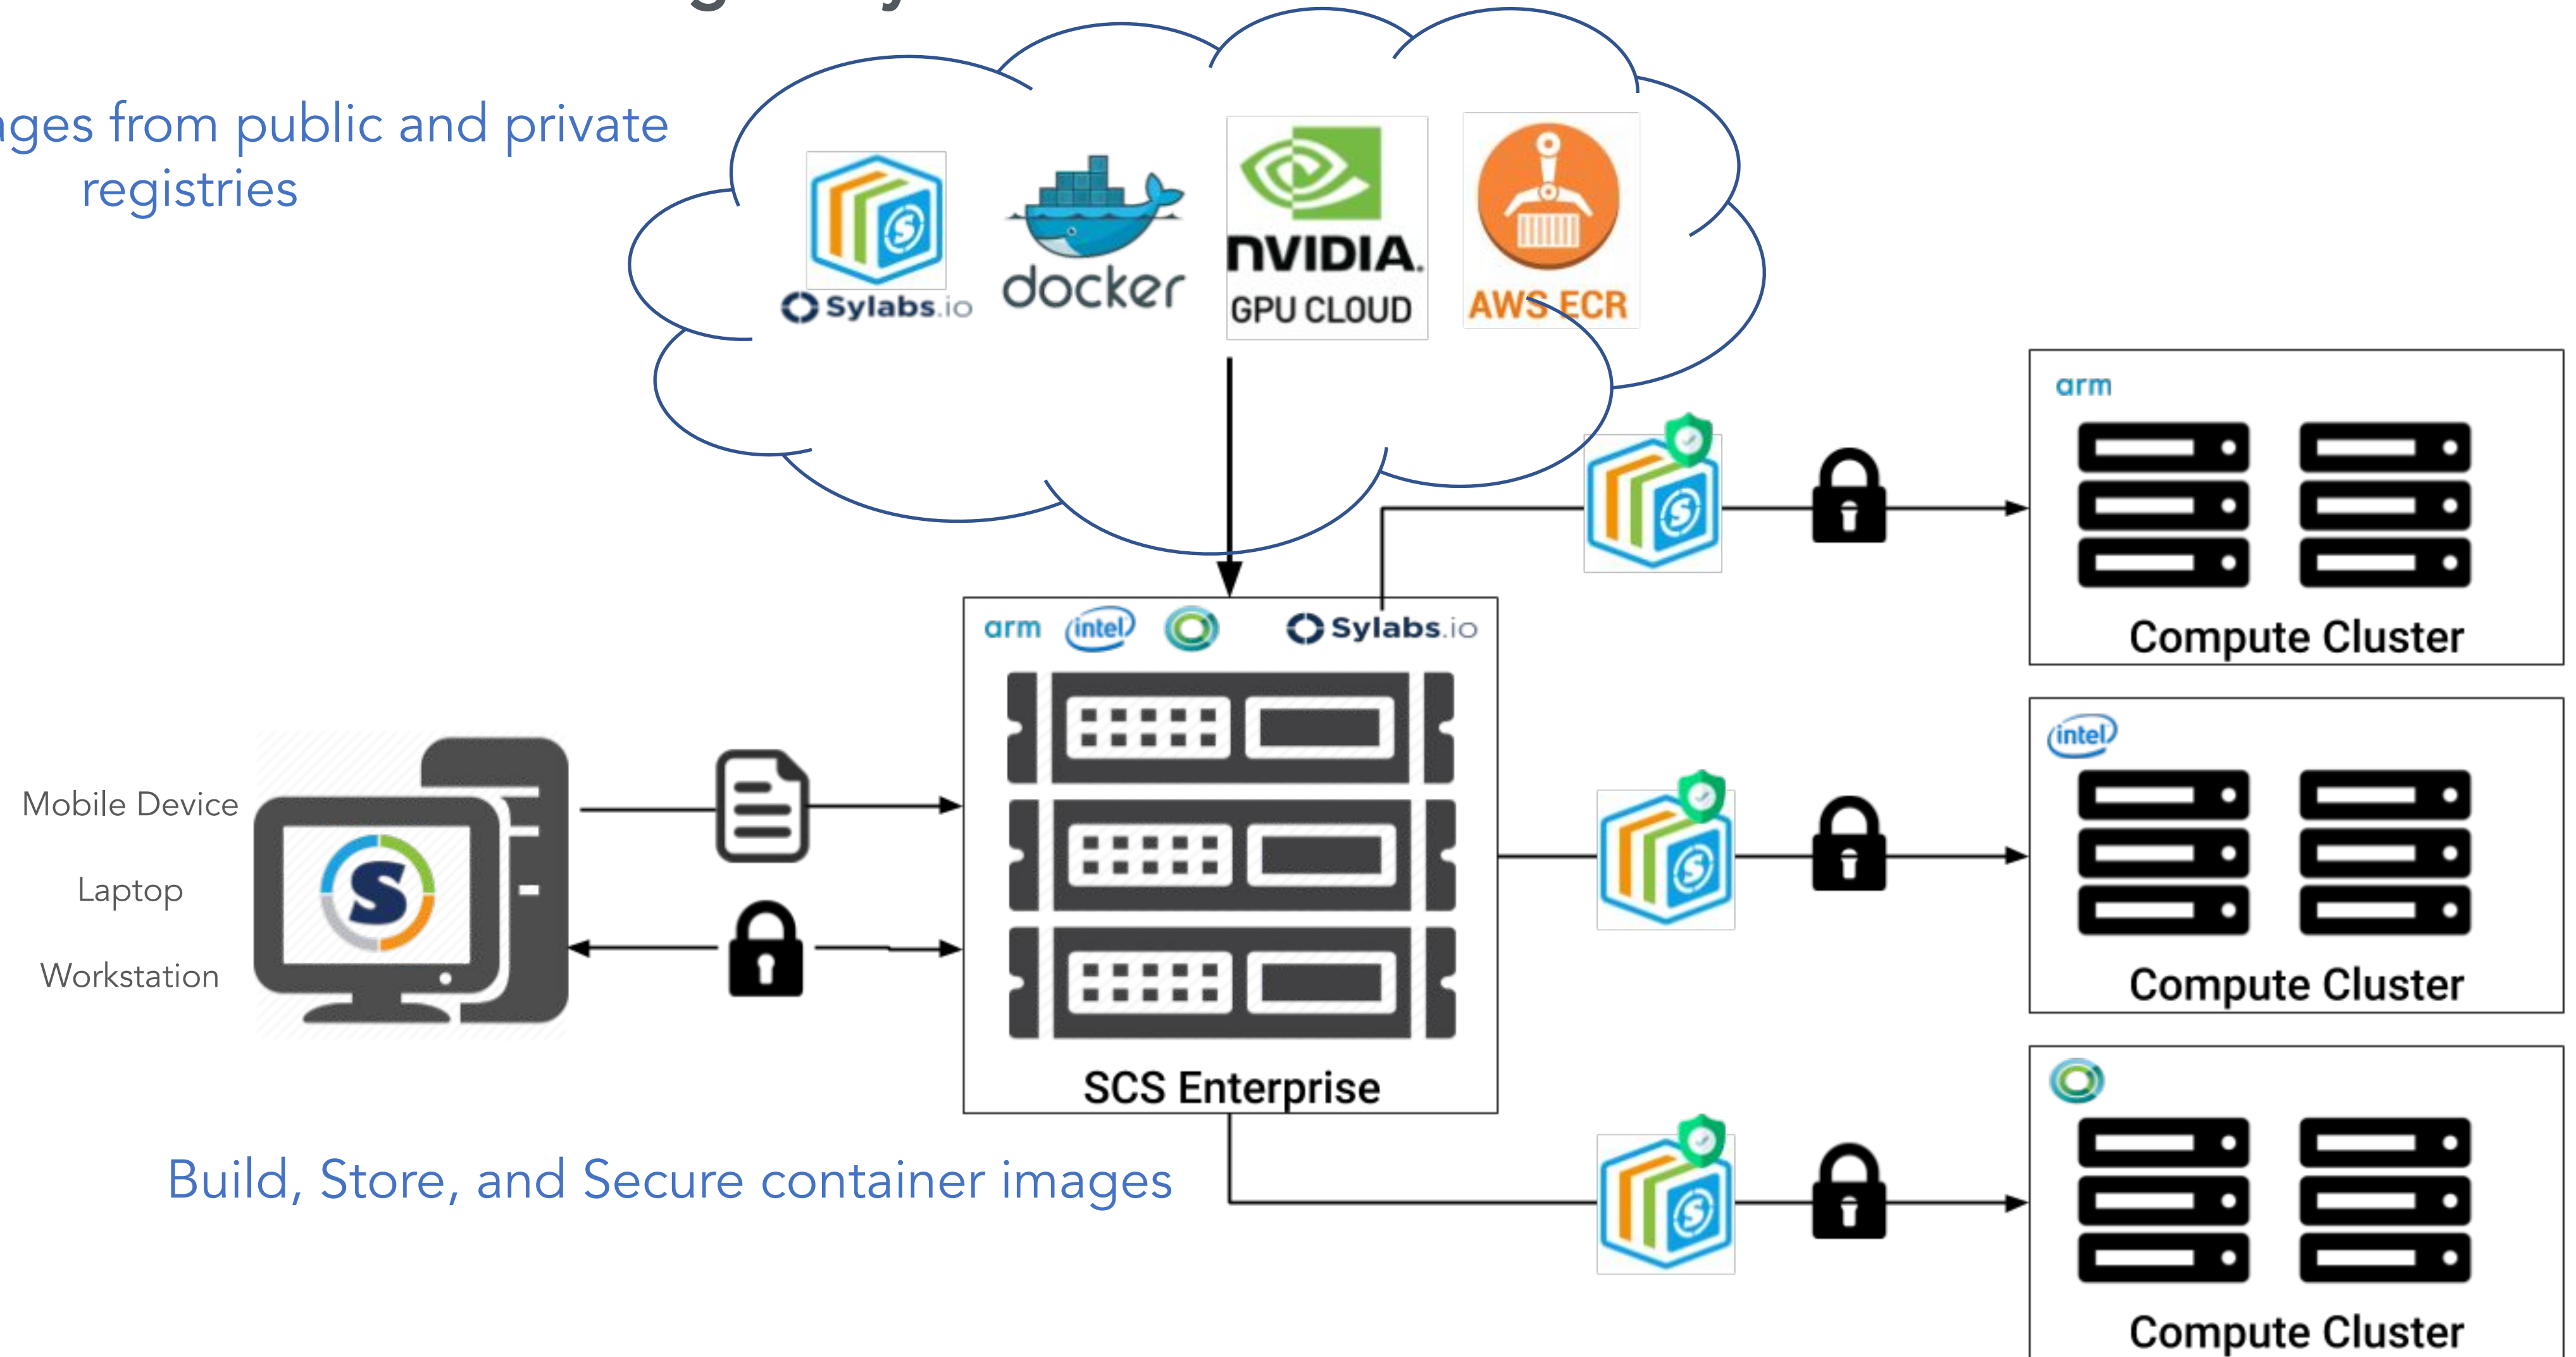 ages from public and private
registries
Sylabs.io
docker
nVIDIA.
GPU CLOUD
AWS ECR
arm
Compute Cluster
arm
intel
Sylabs.io
SCS Enterprise
intel
Compute Cluster
Mobile Device
Laptop
Workstation
Build, Store, and Secure container images
Compute Cluster